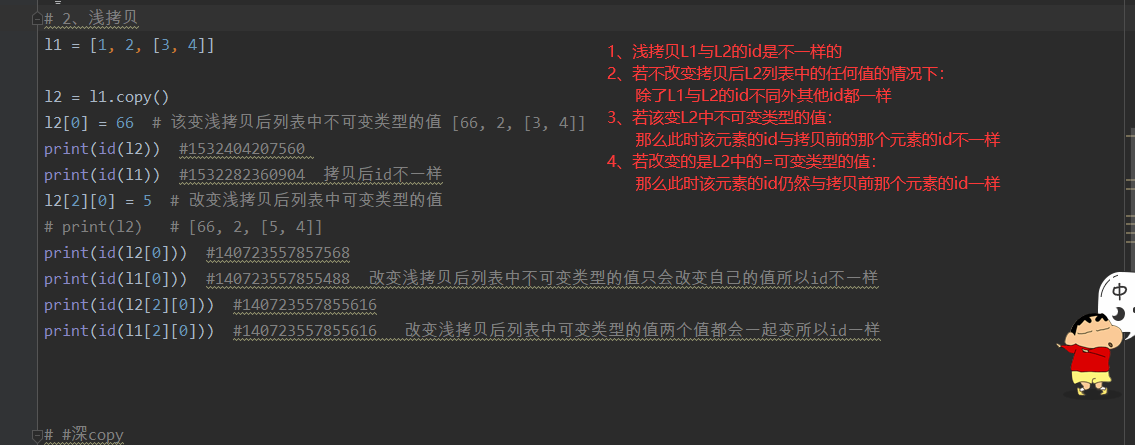 # 2、浅拷贝
l1 = [1, 2, [3, 4]]
l2 = l1.copy()
l2[0] = 66  # 该变浅拷贝后列表中不可变类型的值 [66, 2, [3, 4]]
print(id(l2))  #1532404207560
print(id(l1))  #1532282360904  拷贝后id不一样
l2[2][0] = 5  # 改变浅拷贝后列表中可变类型的值
# print(l2)   # [66, 2, [5, 4]]
print(id(l2[0]))  #140723557857568
print(id(l1[0]))  #140723557855488  改变浅拷贝后列表中不可变类型的值只会改变自己的值所以id不一样
print(id(l2[2][0]))  #140723557855616
print(id(l1[2][0]))  #140723557855616   改变浅拷贝后列表中可变类型的值两个值都会一起变所以id一样
# #深copy
1、浅拷贝L1与L2的id是不一样的
2、若不改变拷贝后L2列表中的任何值的情况下：
除了L1与L2的id不同外其他id都一样
3、若该变L2中不可变类型的值：
那么此时该元素的id与拷贝前的那个元素的id不一样
4、若改变的是L2中的=可变类型的值：
那么此时该元素的id仍然与拷贝前那个元素的id一样
中